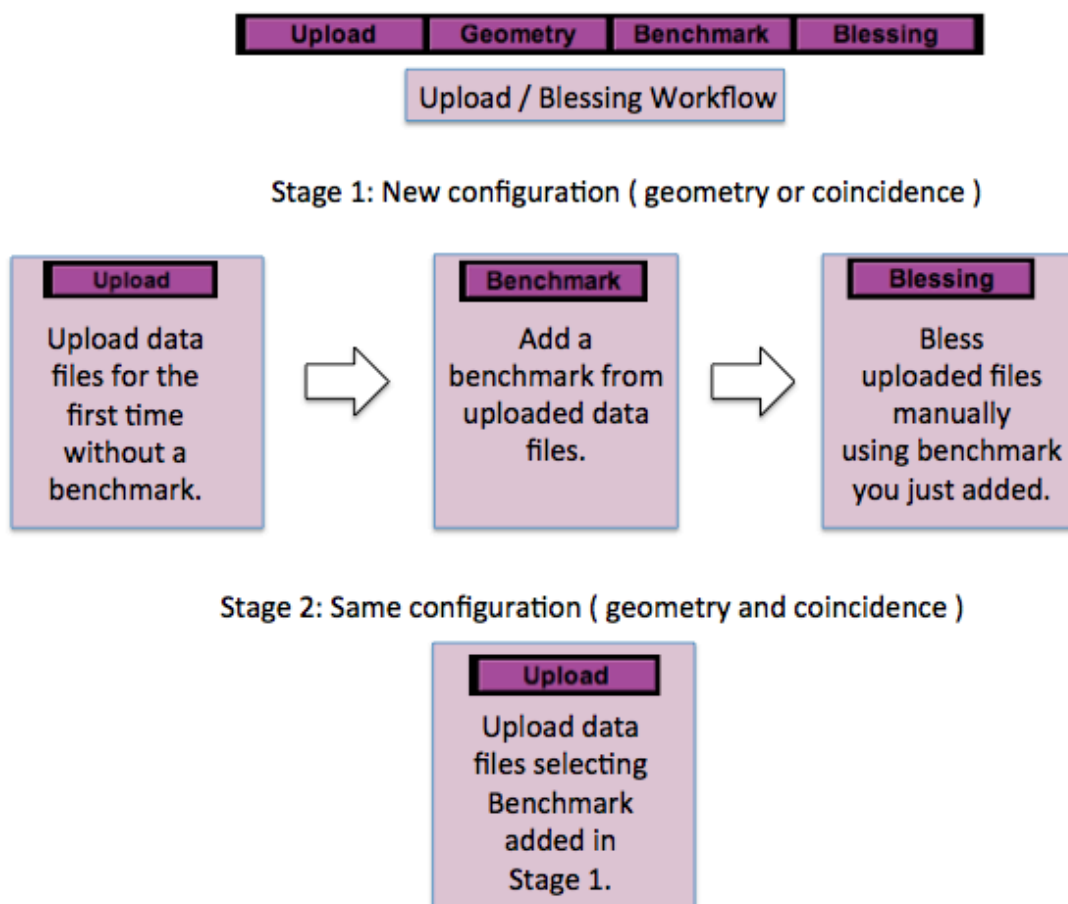 Upload Geometry Benchmark Blessing
Upload / Blessing Workflow
Stage 1: New configuration ( geometry or coincidence )
Upload
Upload data
files for the
first time
without a
benchmark.
Benchmark
Add a
benchmark from
uploaded data
files.
Blessing
Bless
uploaded files
manually
using benchmark
you just added.
Stage 2: Same configuration ( geometry and coincidence )
Upload
Upload data
files selecting
Benchmark
added in
Stage 1.